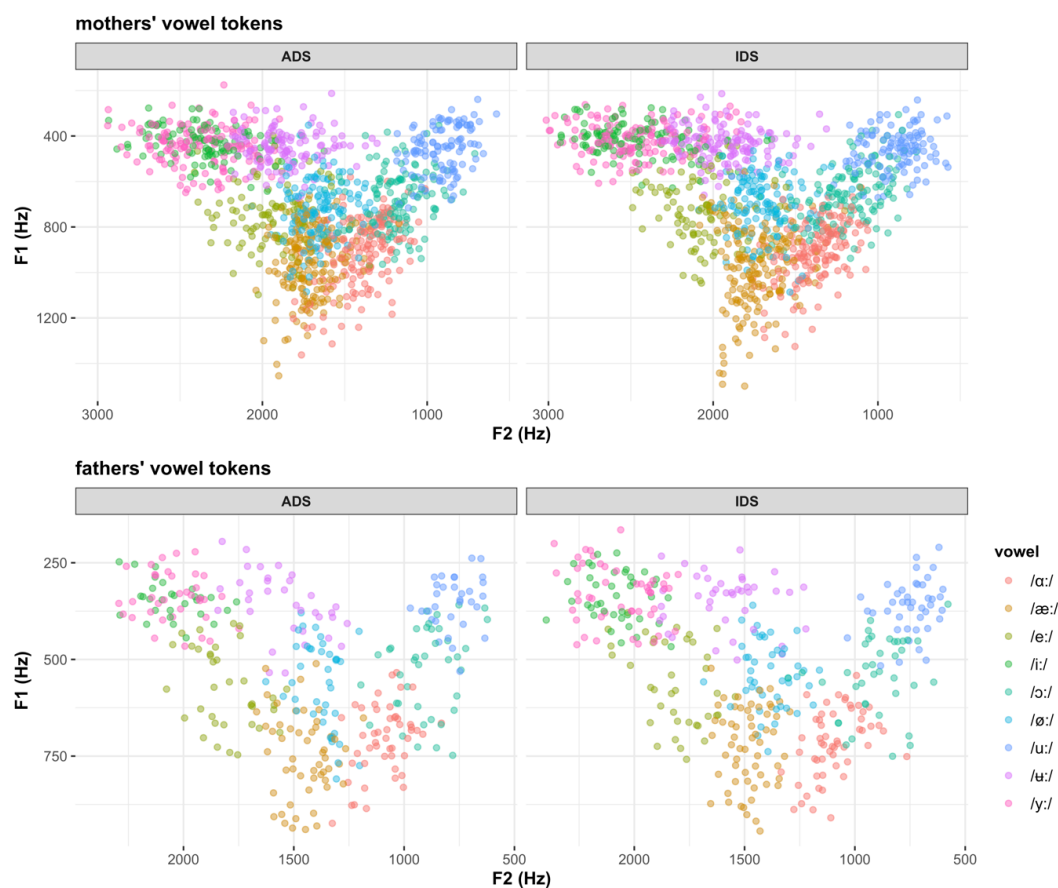 mothers' vowel tokens
ADS IDS
400
800
1200
F1 (Hz)
3000 2000 1000 3000 2000 1000
F2 (Hz)
fathers' vowel tokens
ADS IDS
250
500
750
F1 (Hz)
2000 1500 1000 500 2000 1500 1000 500
F2 (Hz)
vowel
/ɑː/
/æː/
/eː/
/iː/
/ɔː/
/øː/
/uː/
/ʉː/
/yː/